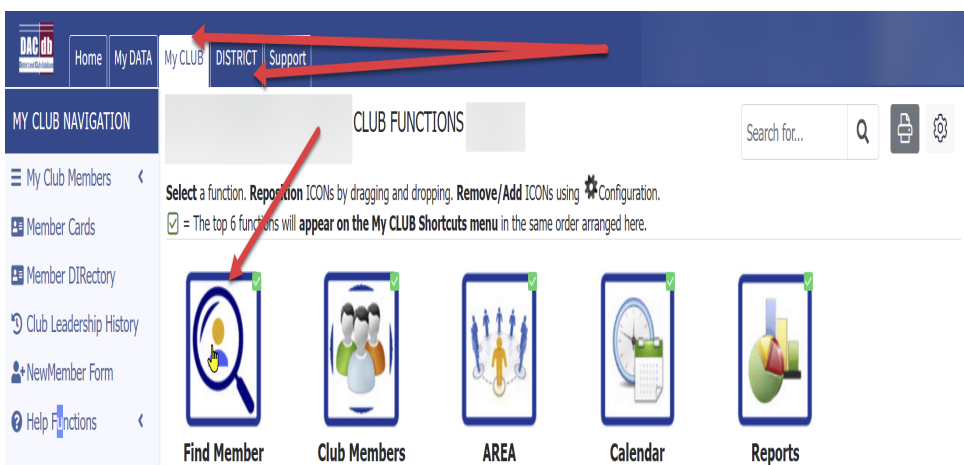 DAC db
Home
My DATA
My CLUB
DISTRICT
Support
MY CLUB NAVIGATION
CLUB FUNCTIONS
Search for...
My Club Members
Member Cards
Member DIRectory
Club Leadership History
NewMember Form
Help Functions
Select a function. Reposition ICONs by dragging and dropping. Remove/Add ICONs using Configuration.
= The top 6 functions will appear on the My CLUB Shortcuts menu in the same order arranged here.
Find Member
Club Members
AREA
Calendar
Reports